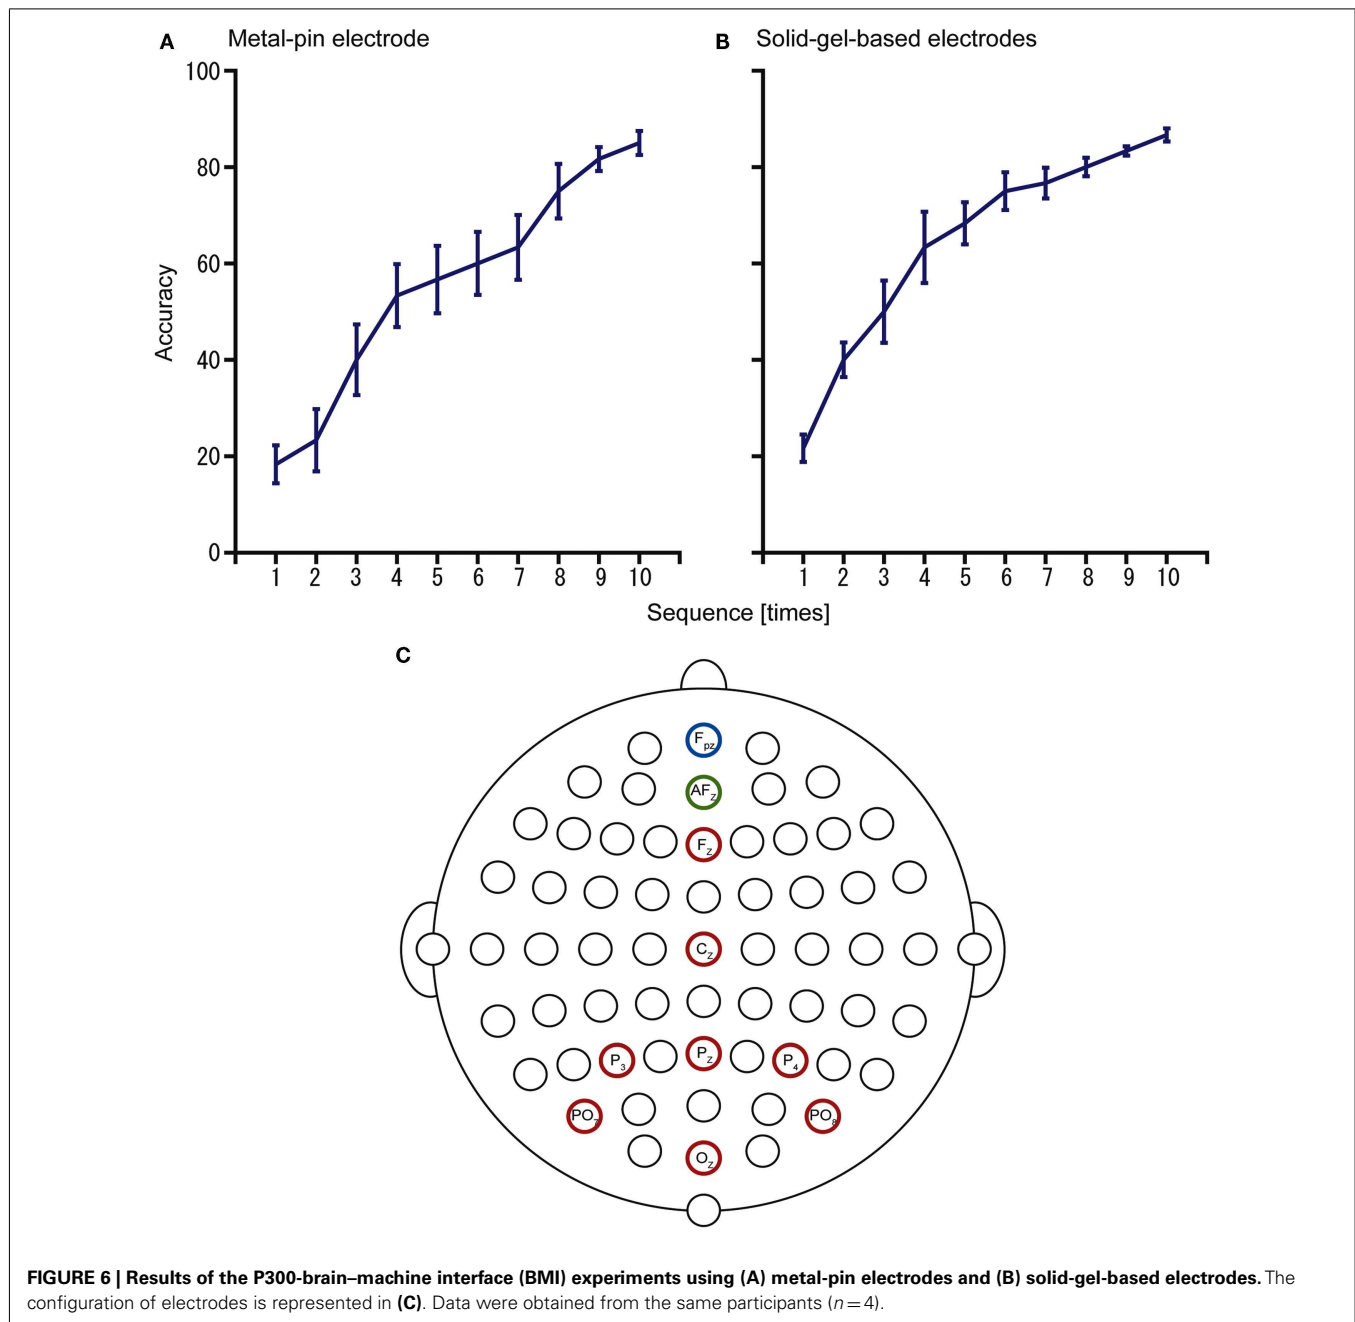 A Metal-pin electrode
B Solid-gel-based electrodes
100
80
60
40
20
0
Accuracy
1 2 3 4 5 6 7 8 9 10
1 2 3 4 5 6 7 8 9 10
Sequence [times]
C
Fpz
AFz
Fz
Cz
P3 Pz P4
PO7 PO8
Oz
FIGURE 6 | Results of the P300-brain–machine interface (BMI) experiments using (A) metal-pin electrodes and (B) solid-gel-based electrodes. The
configuration of electrodes is represented in (C). Data were obtained from the same participants (n = 4).